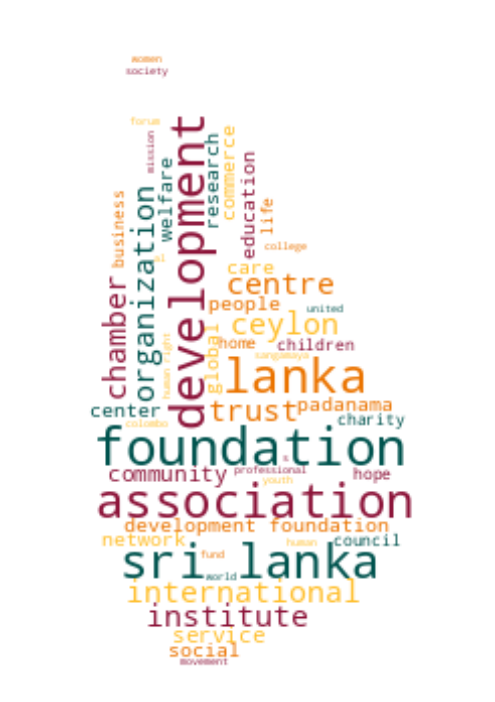 women
society
forum
mission
development
research
commerce
welfare
education
organization
business
life
college
al
care
chamber
centre
people
united
ceylon
global
human right
home
children
sangamaya
lanka
trust
padanama
center
charity
colombo
foundation
s
community
professional
hope
youth
association
development foundation
network
human
council
fund
sri lanka
world
international
institute
service
social
movement